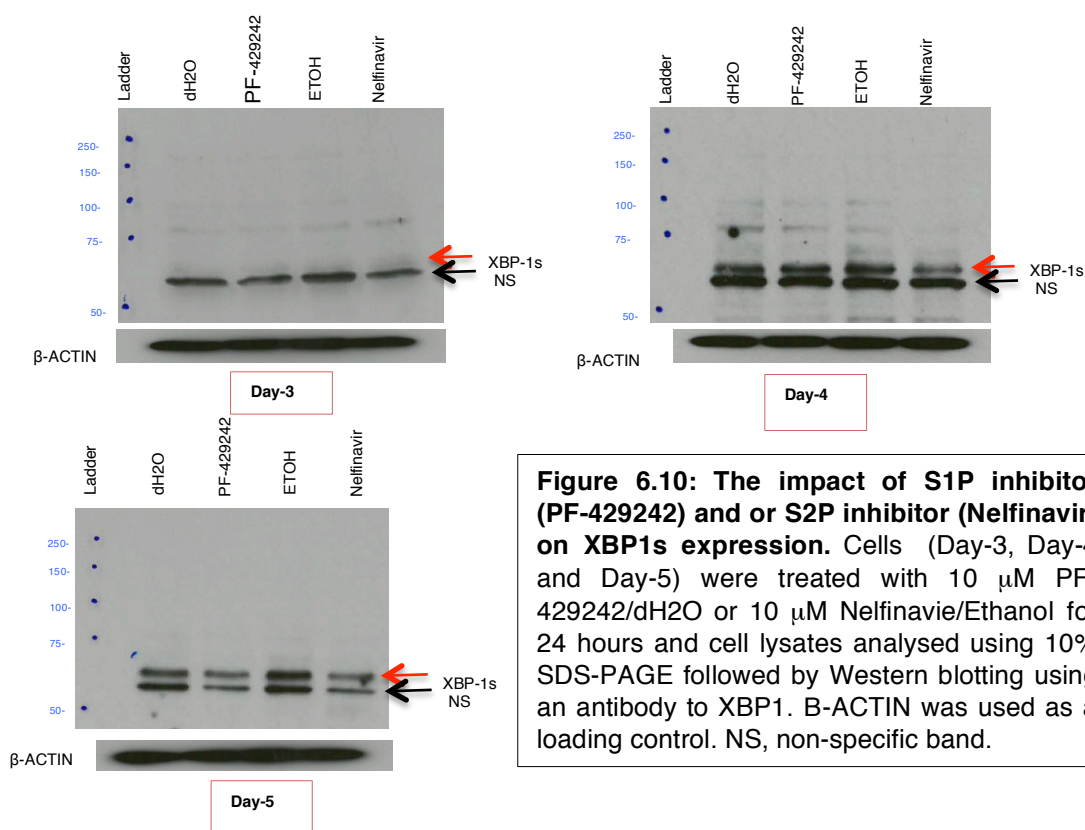 Ladder
dH2O
PF-429242
ETOH
Nelfinavir
250-
150-
100-
75-
50-
XBP-1s
NS
β-ACTIN
Day-3
Ladder
dH2O
PF-429242
ETOH
Nelfinavir
250-
150-
100-
75-
50-
XBP-1s
NS
β-ACTIN
Day-4
Ladder
dH2O
PF-429242
ETOH
Nelfinavir
250-
150-
100-
75-
50-
XBP-1s
NS
β-ACTIN
Day-5
Figure 6.10: The impact of S1P inhibito
(PF-429242) and or S2P inhibitor (Nelfinavir
on XBP1s expression. Cells (Day-3, Day-4
and Day-5) were treated with 10 μM PF
429242/dH2O or 10 μM Nelfinavie/Ethanol fo
24 hours and cell lysates analysed using 10%
SDS-PAGE followed by Western blotting using
an antibody to XBP1. B-ACTIN was used as a
loading control. NS, non-specific band.